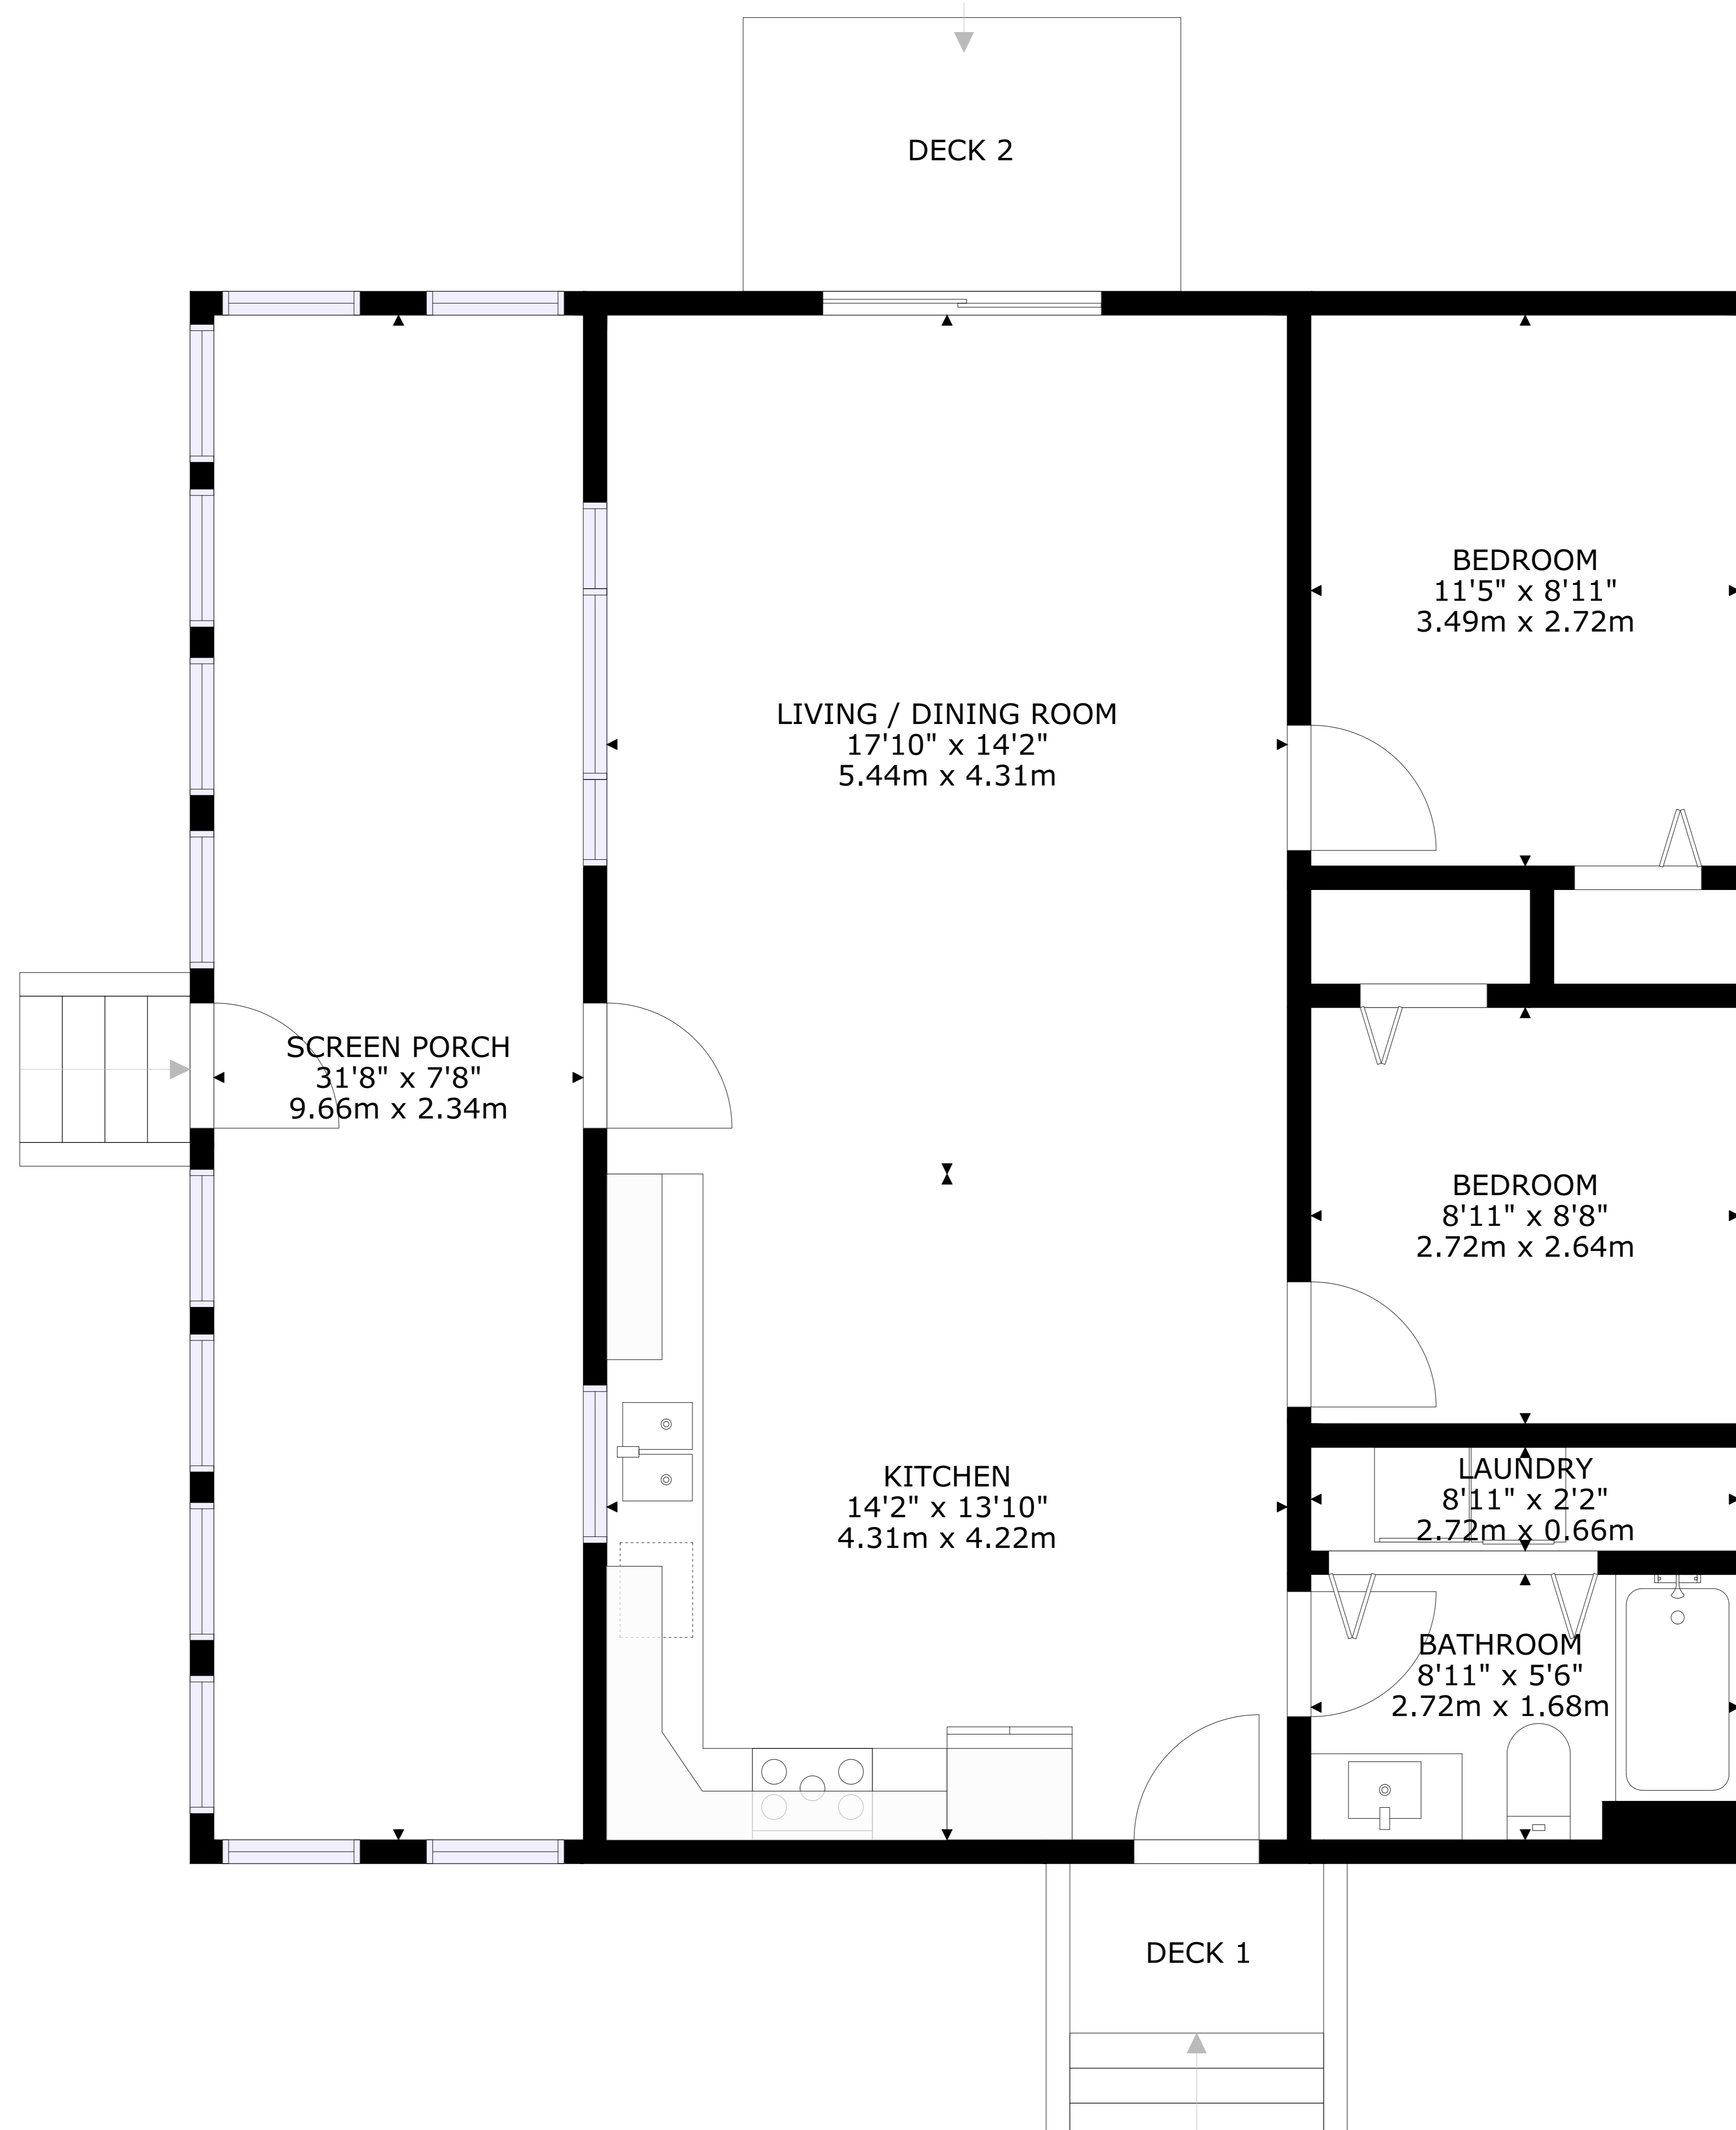 DECK 2
BEDROOM
11'5" x 8'11"
3.49m x 2.72m
LIVING / DINING ROOM
17'10" x 14'2"
5.44m x 4.31m
SCREEN PORCH
31'8" x 7'8"
9.66m x 2.34m
BEDROOM
8'11" x 8'8"
2.72m x 2.64m
KITCHEN
14'2" x 13'10"
4.31m x 4.22m
LAUNDRY
8'11" x 2'2"
2.72m x 0.66m
BATHROOM
8'11" x 5'6"
2.72m x 1.68m
DECK 1